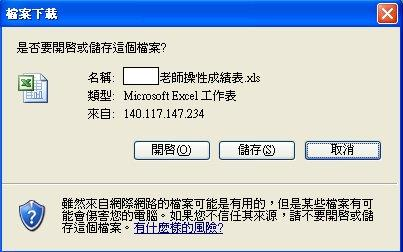 檔案下載
是否要開啟或儲存這個檔案?
名稱: 老師操性成績表.xls
類型: Microsoft Excel 工作表
來自: 140.117.147.234
開啟(O) 儲存(S) 取消
雖然來自網際網路的檔案可能是有用的，但是某些檔案有可
能會傷害您的電腦。如果您不信任其來源，請不要開啟或儲
存這個檔案。有什麼樣的風險?